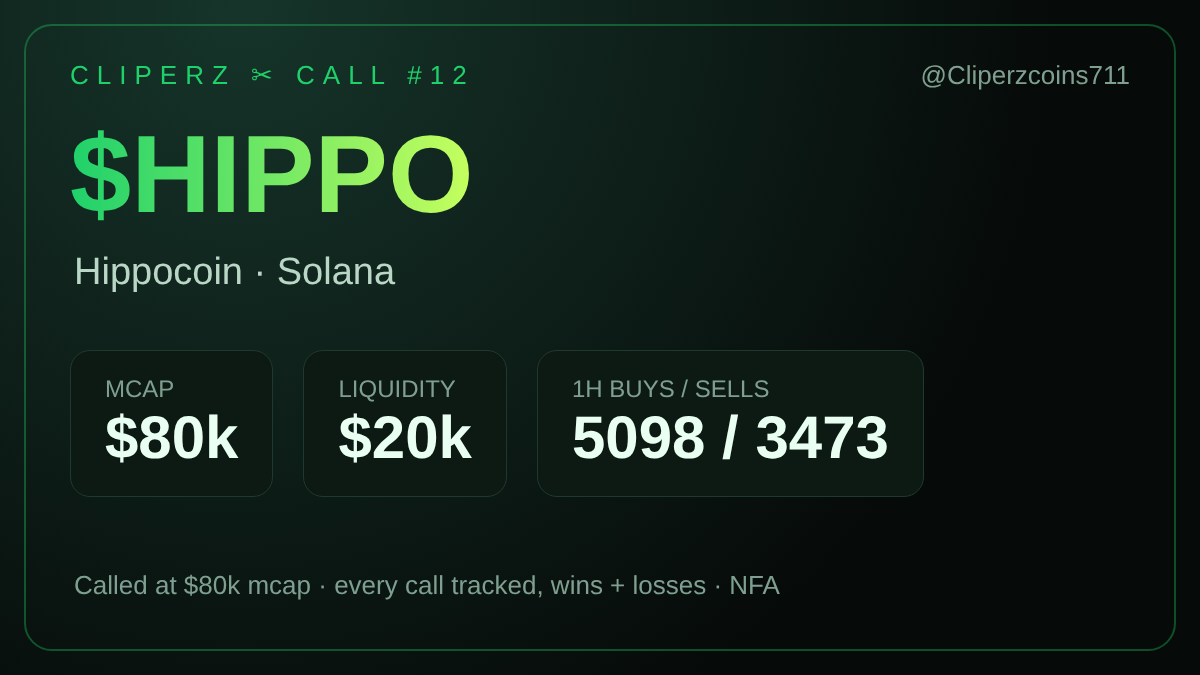 CLIPERZ ✂ CALL #12
@Cliperzcoins711
$HIPPO
Hippocoin · Solana
MCAP
$80k
LIQUIDITY
$20k
1H BUYS / SELLS
5098 / 3473
Called at $80k mcap · every call tracked, wins + losses · NFA